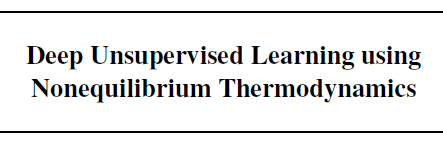 Deep Unsupervised Learning using
Nonequilibrium Thermodynamics